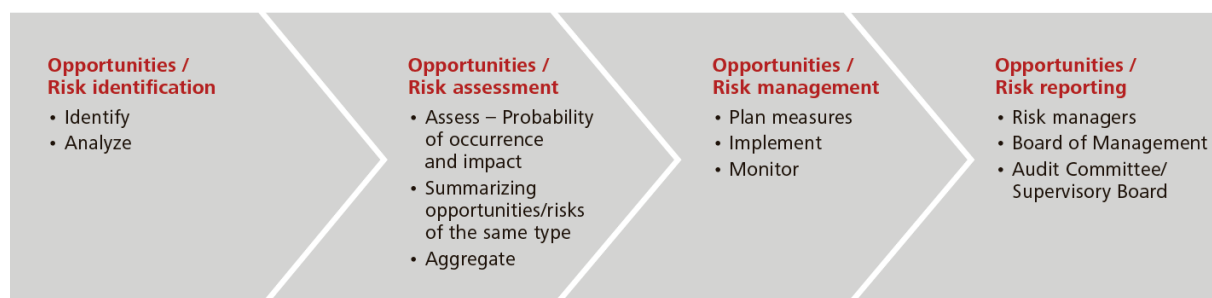 Opportunities /
Risk identification
• Identify
• Analyze
Opportunities /
Risk assessment
• Assess – Probability
of occurrence
and impact
• Summarizing
opportunities/risks
of the same type
• Aggregate
Opportunities /
Risk management
• Plan measures
• Implement
• Monitor
Opportunities /
Risk reporting
• Risk managers
• Board of Management
• Audit Committee/
Supervisory Board